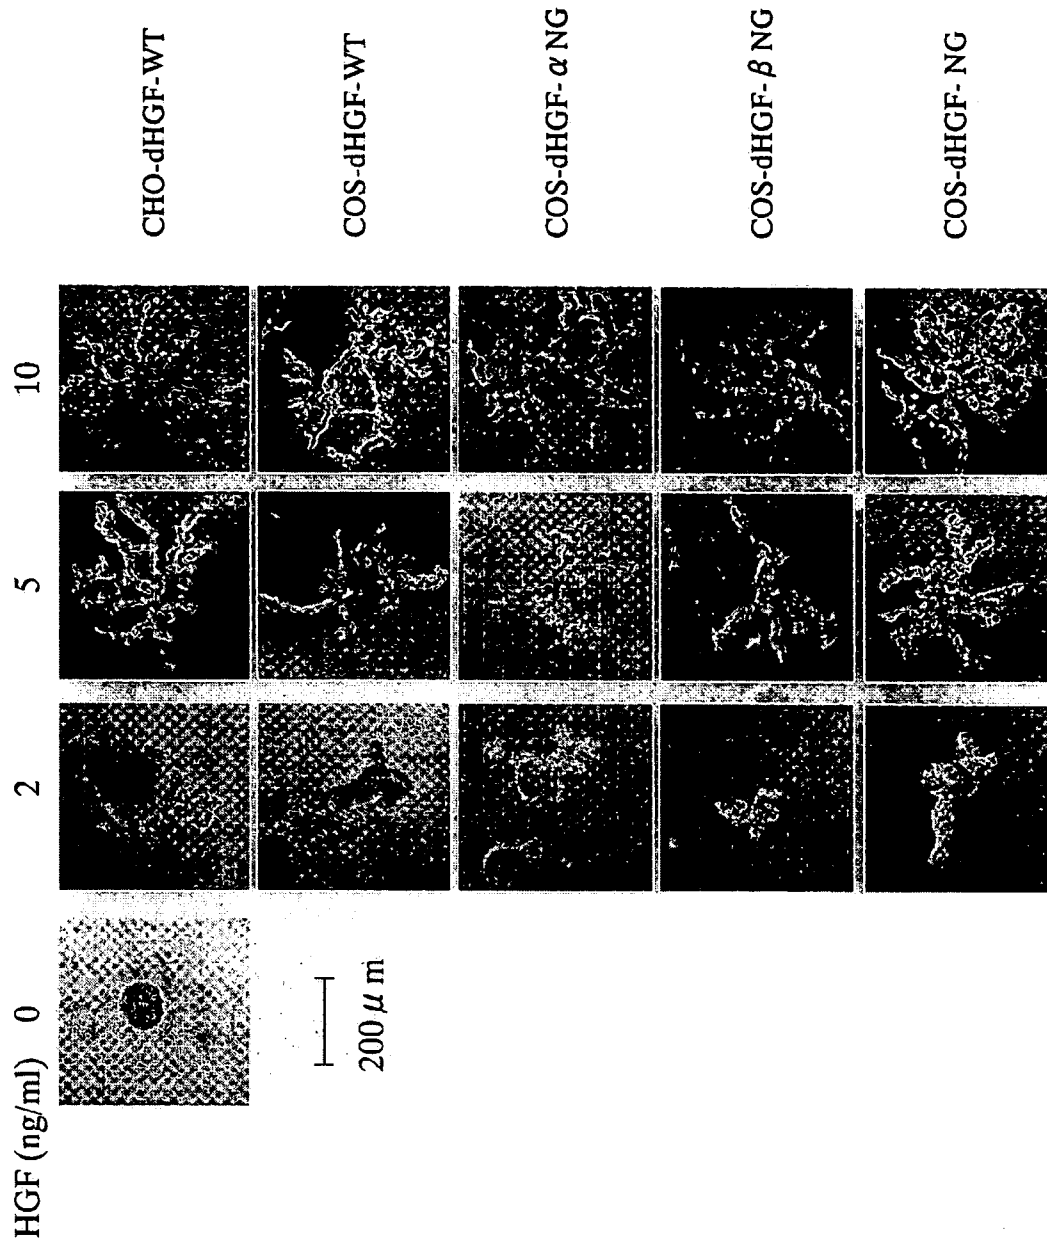 HGF (ng/ml) 0 2 5 10
CHO-dHGF-WT
COS-dHGF-WT
COS-dHGF- α NG
COS-dHGF- β NG
COS-dHGF- NG
200 μ m